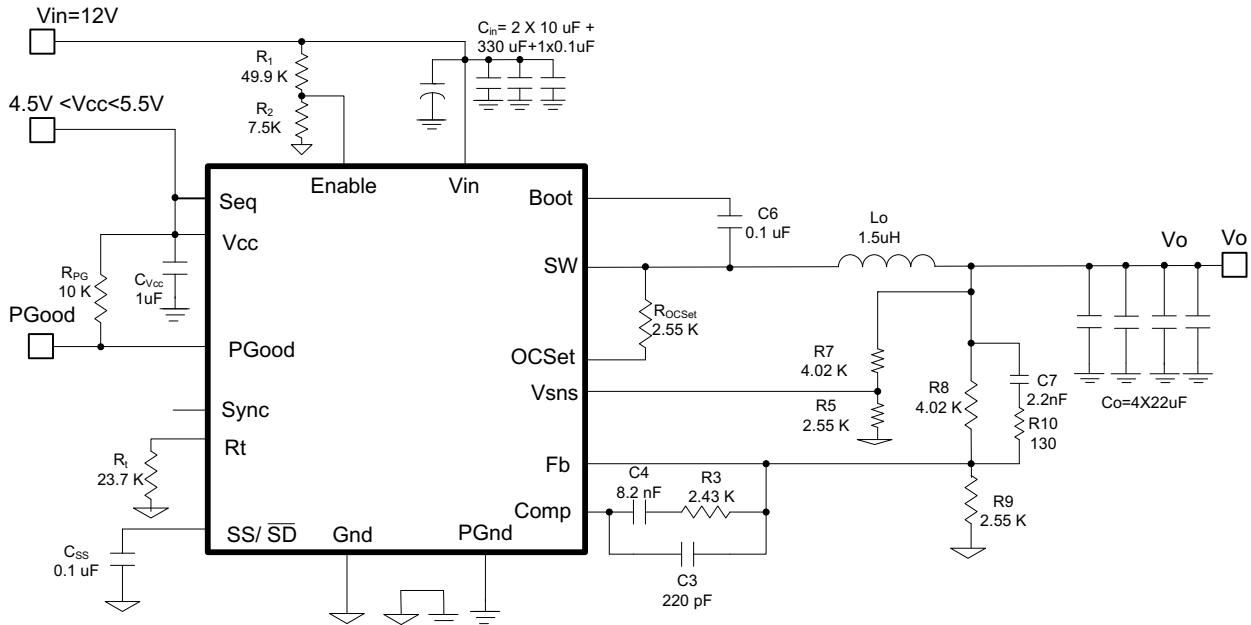 Vin=12V
Cin= 2 X 10 uF +
330 uF+1x0.1uF
R1
49.9 K
4.5V <Vcc<5.5V
R2
7.5K
Enable
Vin
Boot
Seq
C6
0.1 uF
Lo
1.5uH
Vo
Vo
Vcc
SW
RPG
10 K
CVcc
1uF
ROCSet
2.55 K
PGood
PGood
OCSet
R7
4.02 K
Vsns
R8
4.02 K
C7
2.2nF
Co=4X22uF
R5
2.55 K
R10
130
Sync
Rt
Rt
23.7 K
Fb
C4
8.2 nF
R3
2.43 K
R9
2.55 K
Comp
SS/ SD
Gnd
PGnd
CSS
0.1 uF
C3
220 pF